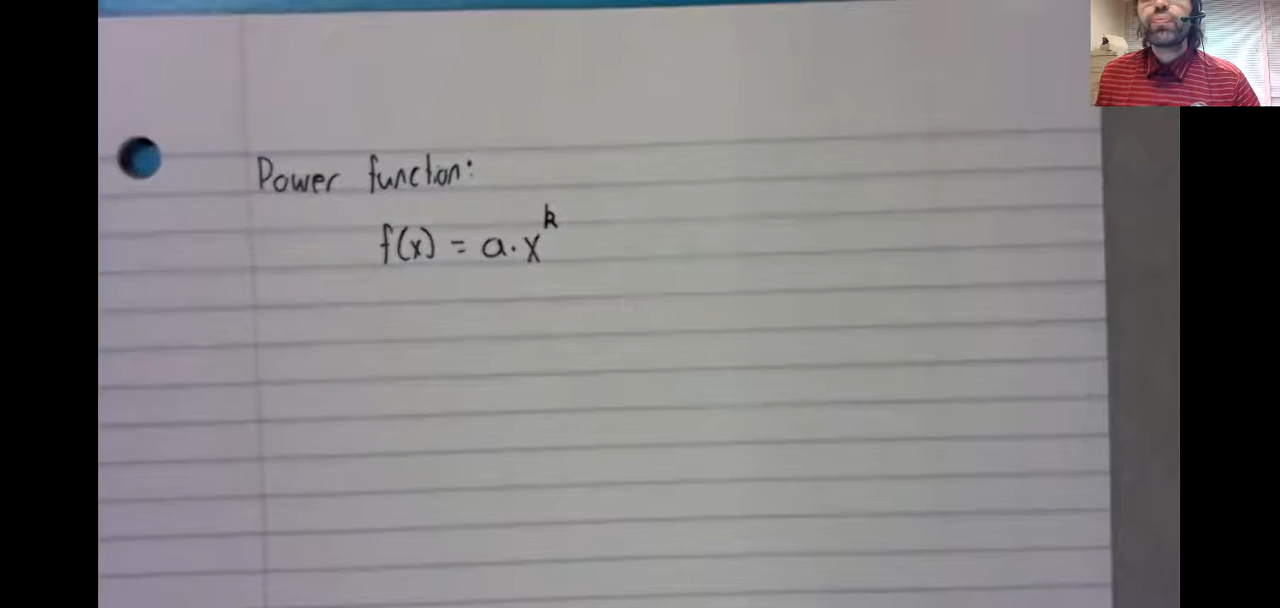 Power function:
f(x) = a·x^k